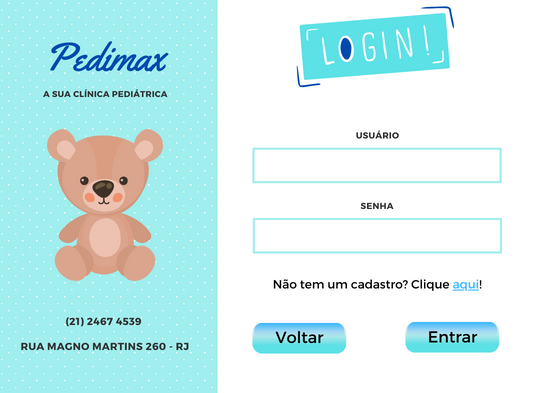 Pedimax
A SUA CLÍNICA PEDIÁTRICA
(21) 2467 4539
RUA MAGNO MARTINS 260 - RJ
LOGIN!
USUÁRIO
SENHA
Não tem um cadastro? Clique aqui!
Voltar
Entrar